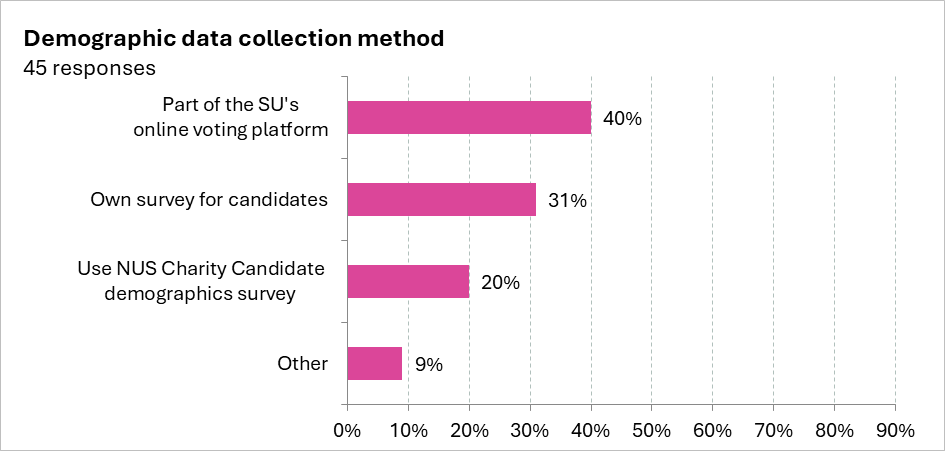 Demographic data collection method
45 responses
Part of the SU's
online voting platform
40%
Own survey for candidates
31%
Use NUS Charity Candidate
demographics survey
20%
Other
9%
0% 10% 20% 30% 40% 50% 60% 70% 80% 90%